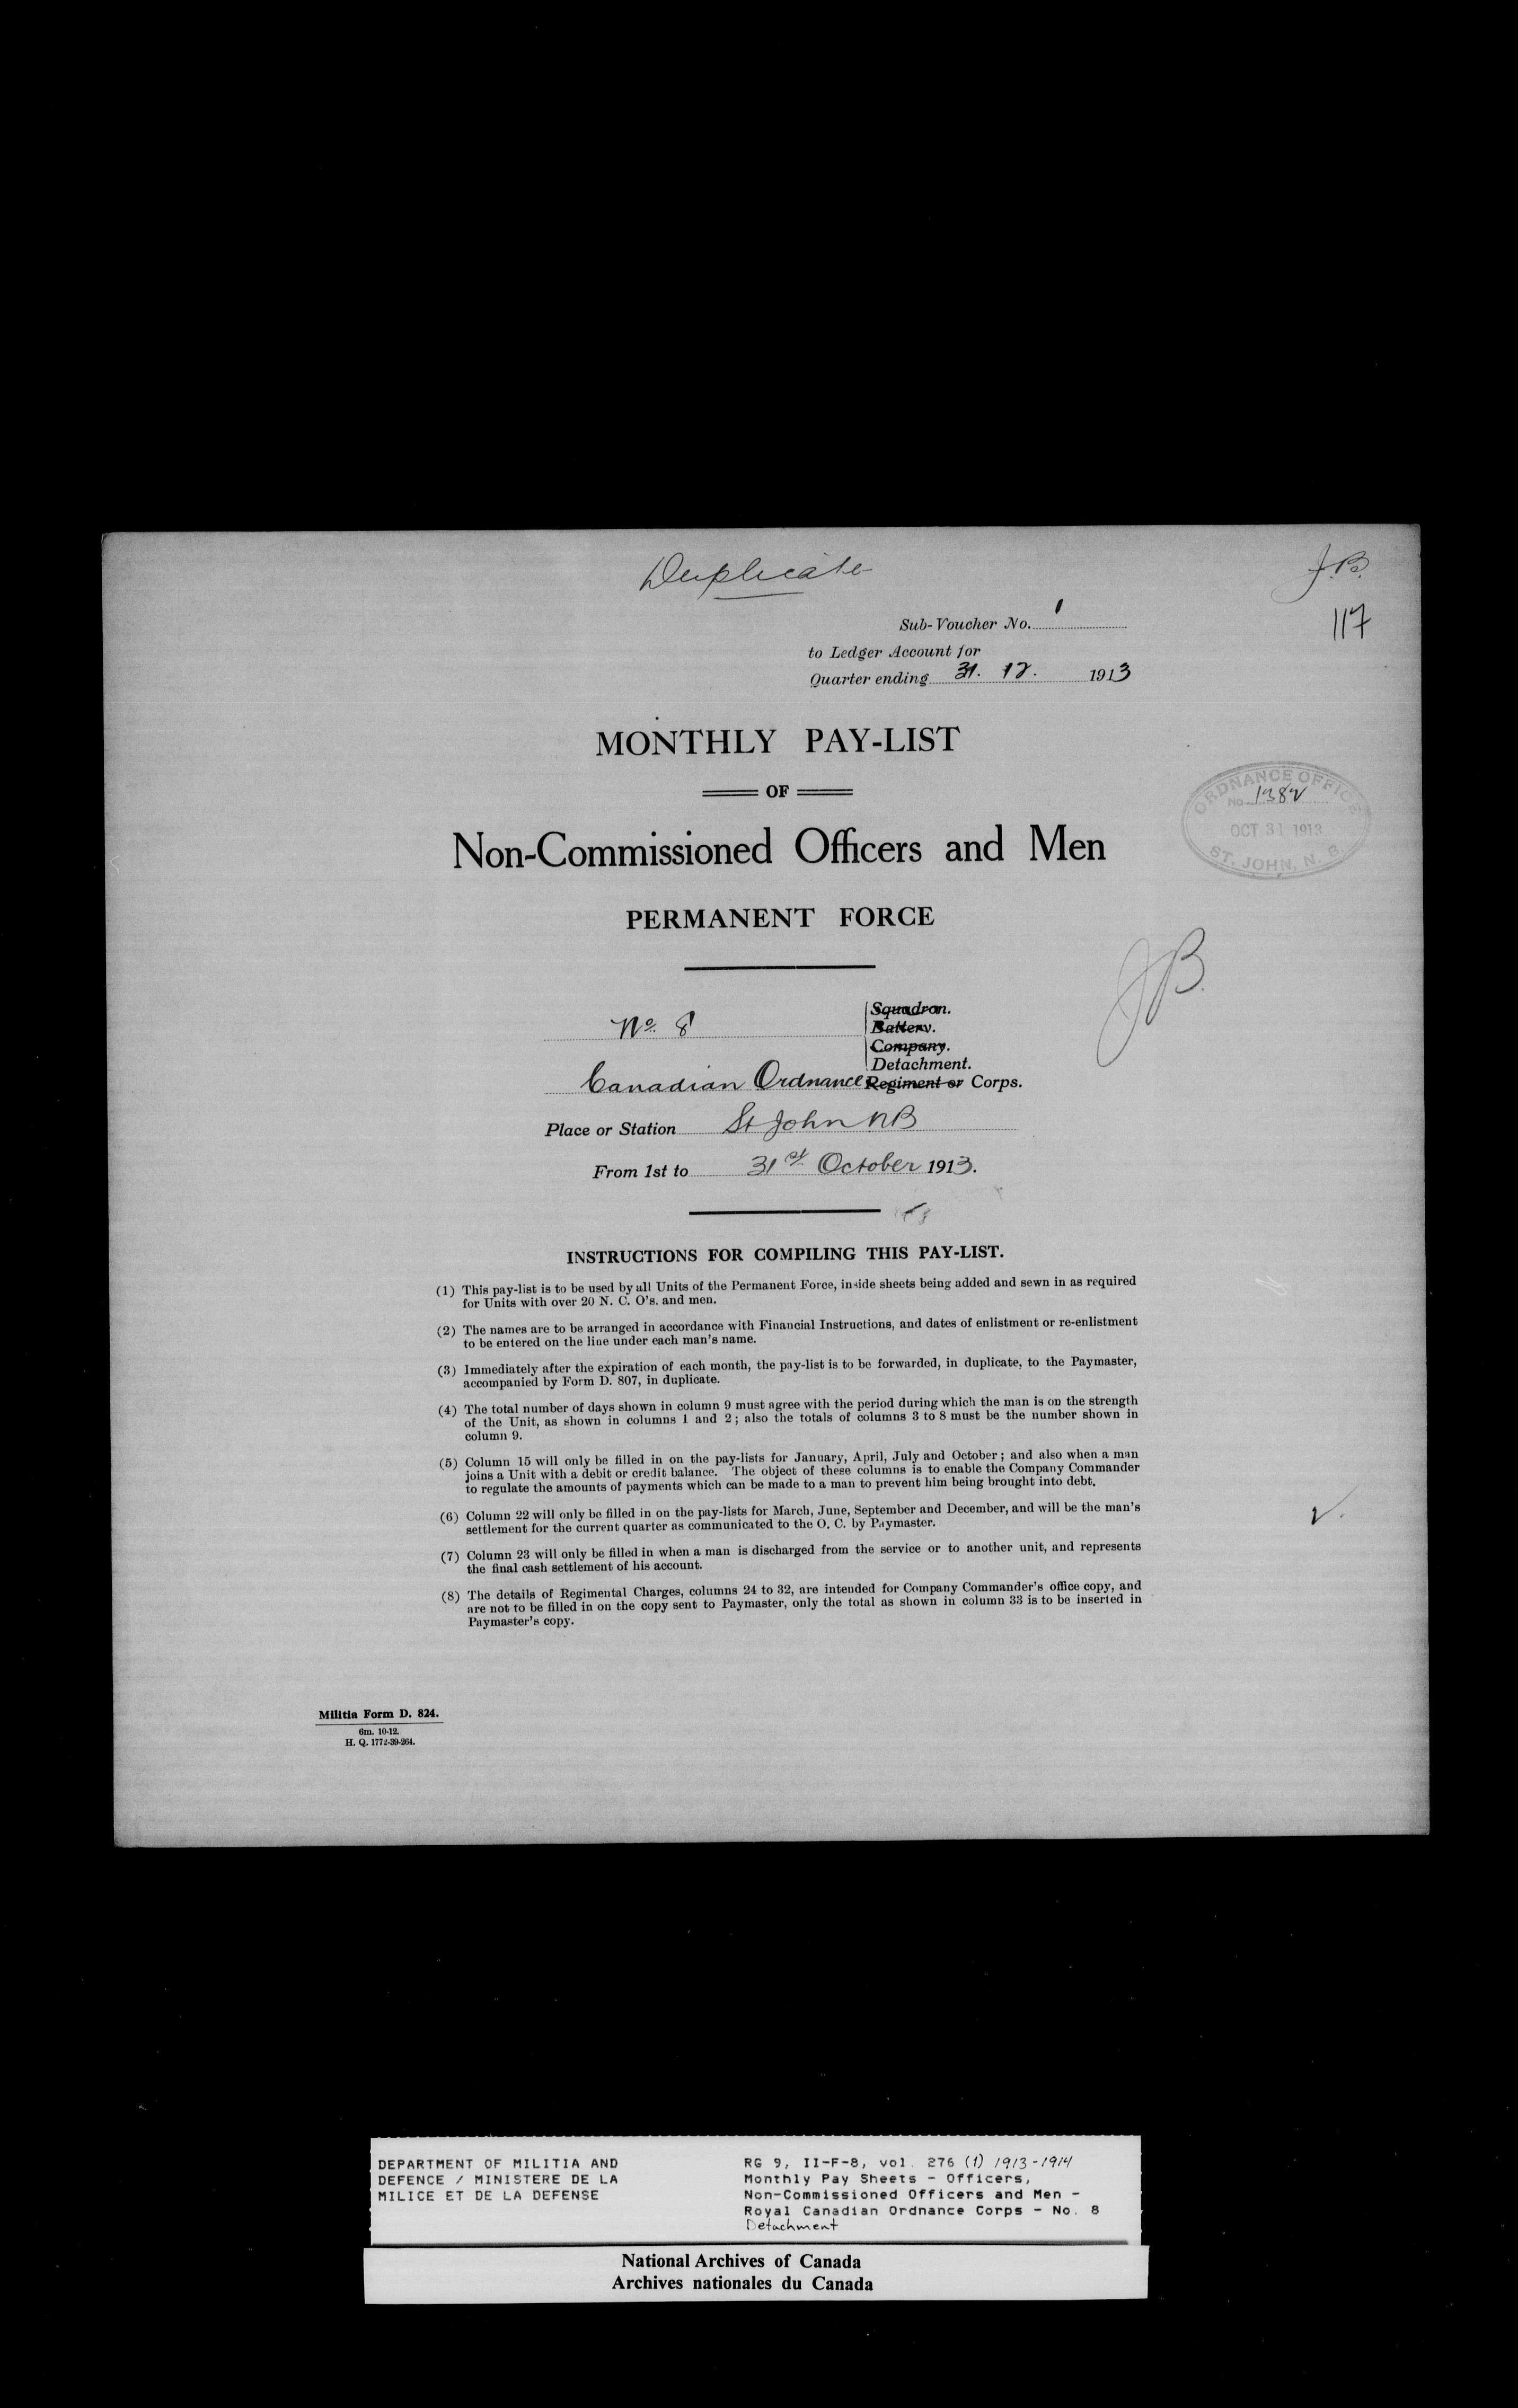 Duplicate
J.B.
117
Sub-Voucher No. 1
to Ledger Account for
Quarter ending 31. 12. 1913
MONTHLY PAY-LIST
OF
Non-Commissioned Officers and Men
PERMANENT FORCE
ORDNANCE OFFICE
No. 1382
OCT 31 1913
ST. JOHN, N. B.
JB.
No. 8
Squadron.
Battery.
Company.
Detachment.
Canadian Ordnance Regiment or Corps.
Place or Station St John NB
From 1st to 31st October 1913.
INSTRUCTIONS FOR COMPILING THIS PAY-LIST.
(1) This pay-list is to be used by all Units of the Permanent Force, inside sheets being added and sewn in as required
for Units with over 20 N. C. O's. and men.
(2) The names are to be arranged in accordance with Financial Instructions, and dates of enlistment or re-enlistment
to be entered on the line under each man's name.
(3) Immediately after the expiration of each month, the pay-list is to be forwarded, in duplicate, to the Paymaster,
accompanied by Form D. 807, in duplicate.
(4) The total number of days shown in column 9 must agree with the period during which the man is on the strength
of the Unit, as shown in columns 1 and 2; also the totals of columns 3 to 8 must be the number shown in
column 9.
(5) Column 15 will only be filled in on the pay-lists for January, April, July and October; and also when a man
joins a Unit with a debit or credit balance. The object of these columns is to enable the Company Commander
to regulate the amounts of payments which can be made to a man to prevent him being brought into debt.
(6) Column 22 will only be filled in on the pay-lists for March, June, September and December, and will be the man's
settlement for the current quarter as communicated to the O. C. by Paymaster.
(7) Column 23 will only be filled in when a man is discharged from the service or to another unit, and represents
the final cash settlement of his account.
(8) The details of Regimental Charges, columns 24 to 32, are intended for Company Commander's office copy, and
are not to be filled in on the copy sent to Paymaster, only the total as shown in column 33 is to be inserted in
Paymaster's copy.
Militia Form D. 824.
6m. 10-12.
H. Q. 1772-39-264.
DEPARTMENT OF MILITIA AND
DEFENCE / MINISTERE DE LA
MILICE ET DE LA DEFENSE
RG 9, II-F-8, vol. 276 (1) 1913-1914
Monthly Pay Sheets - Officers,
Non-Commissioned Officers and Men -
Royal Canadian Ordnance Corps - No. 8
Detachment
National Archives of Canada
Archives nationales du Canada